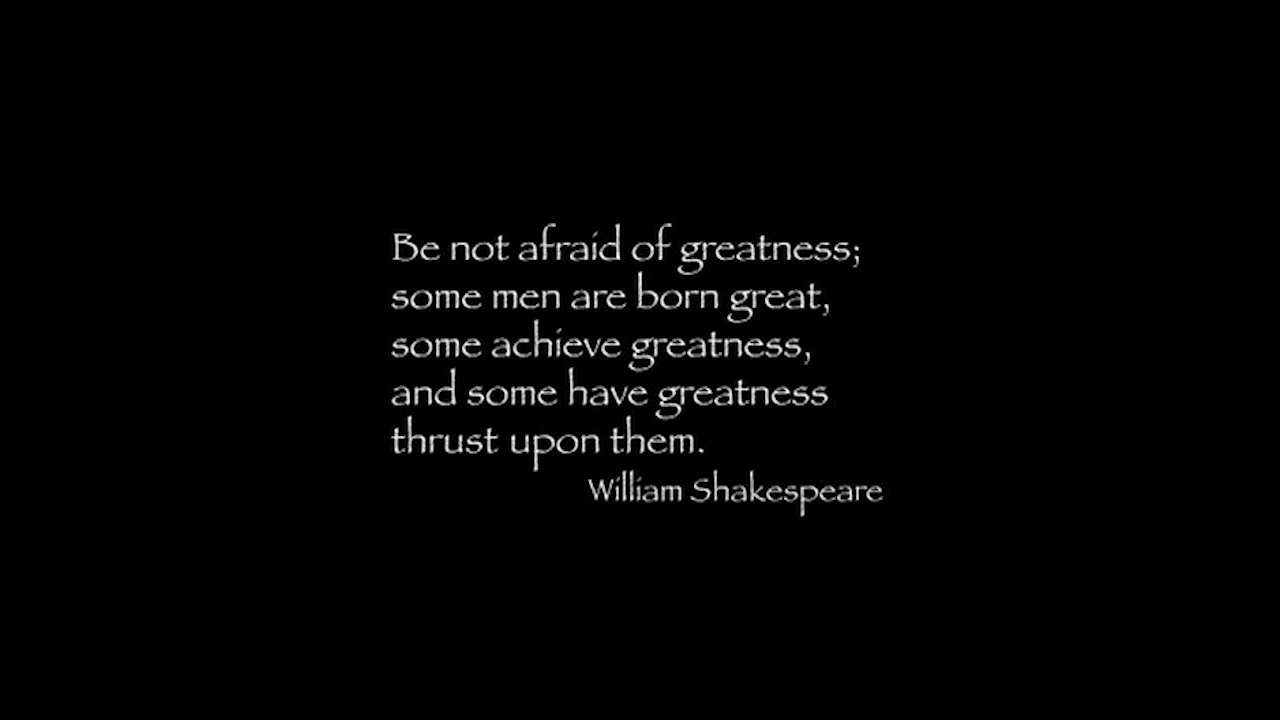 Be not afraid of greatness;
some men are born great,
some achieve greatness,
and some have greatness
thrust upon them.
William Shakespeare